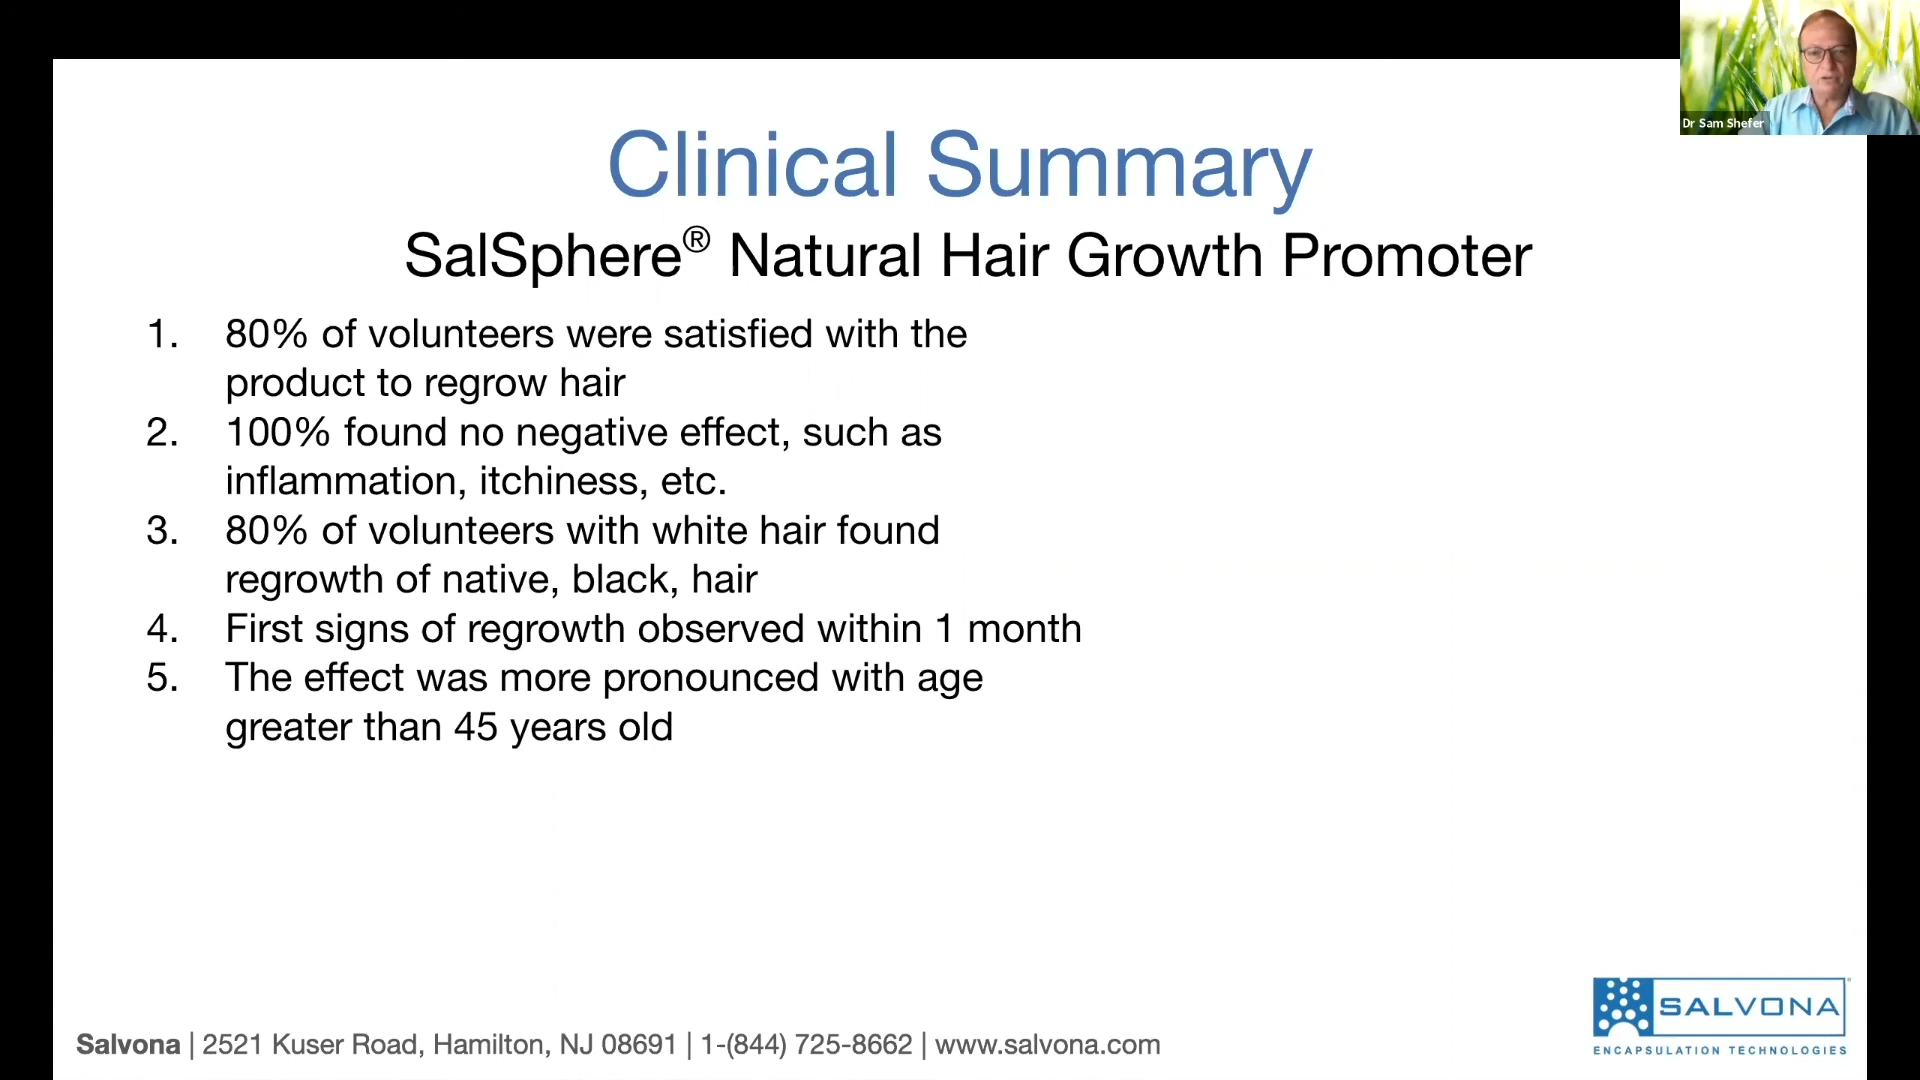 Dr Sam Shefer
Clinical Summary
SalSphere® Natural Hair Growth Promoter
1. 80% of volunteers were satisfied with the
product to regrow hair
2. 100% found no negative effect, such as
inflammation, itchiness, etc.
3. 80% of volunteers with white hair found
regrowth of native, black, hair
4. First signs of regrowth observed within 1 month
5. The effect was more pronounced with age
greater than 45 years old
SALVONA
ENCAPSULATION TECHNOLOGIES
Salvona | 2521 Kuser Road, Hamilton, NJ 08691 | 1-(844) 725-8662 | www.salvona.com